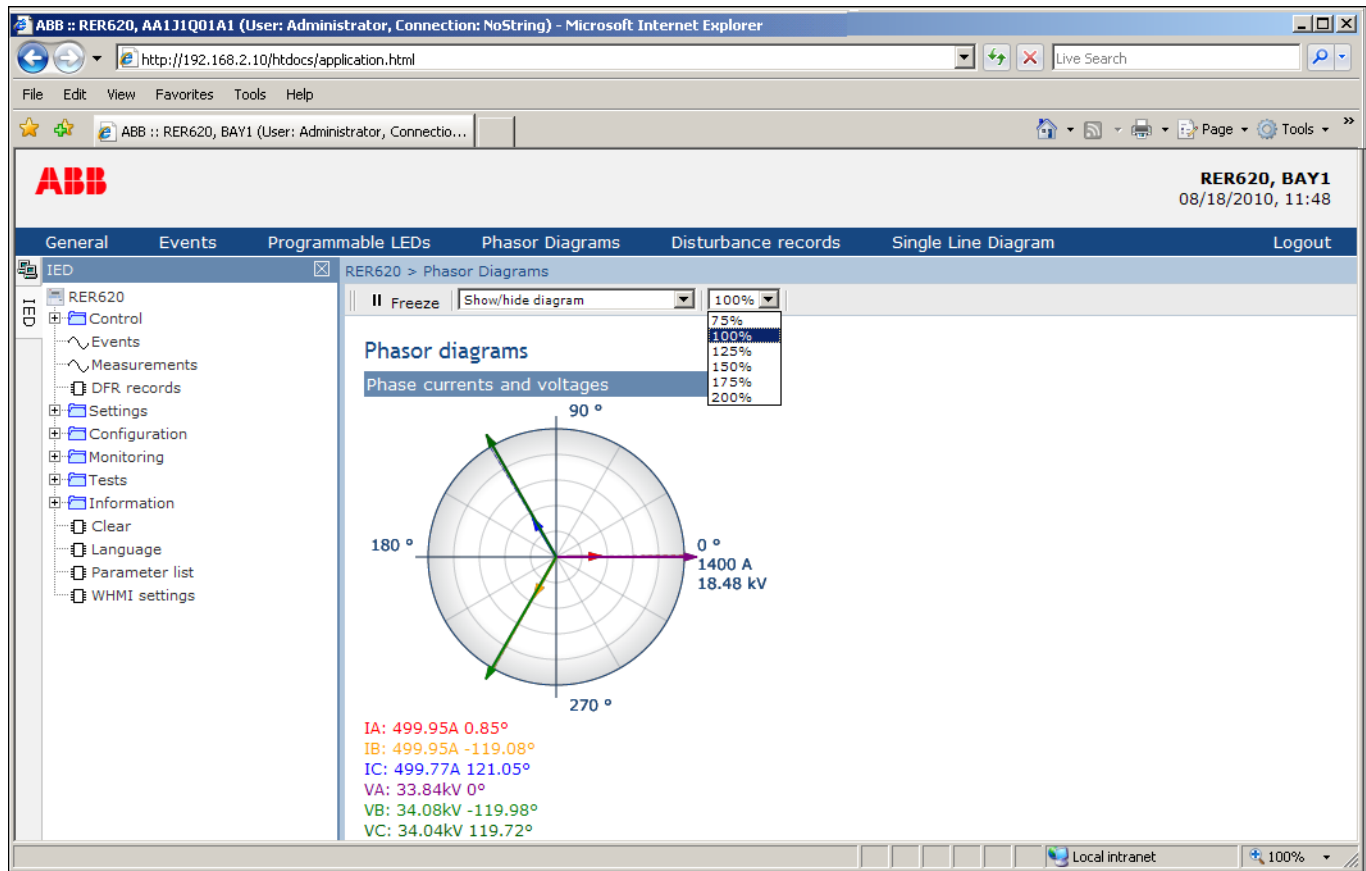 ABB :: RER620, AA1J1Q01A1 (User: Administrator, Connection: NoString) - Microsoft Internet Explorer
http://192.168.2.10/htdocs/application.html
Live Search
File Edit View Favorites Tools Help
ABB :: RER620, BAY1 (User: Administrator, Connectio...
Page Tools »
ABB
RER620, BAY1
08/18/2010, 11:48
General Events Programmable LEDs Phasor Diagrams Disturbance records Single Line Diagram Logout
IED
IED
RER620 > Phasor Diagrams
RER620
Control
Events
Measurements
DFR records
Settings
Configuration
Monitoring
Tests
Information
Clear
Language
Parameter list
WHMI settings
Freeze Show/hide diagram 100%
75%
100%
125%
150%
175%
200%
Phasor diagrams
Phase currents and voltages
90 °
180 °
0 °
1400 A
18.48 kV
270 °
IA: 499.95A 0.85°
IB: 499.95A -119.08°
IC: 499.77A 121.05°
VA: 33.84kV 0°
VB: 34.08kV -119.98°
VC: 34.04kV 119.72°
Local intranet 100%